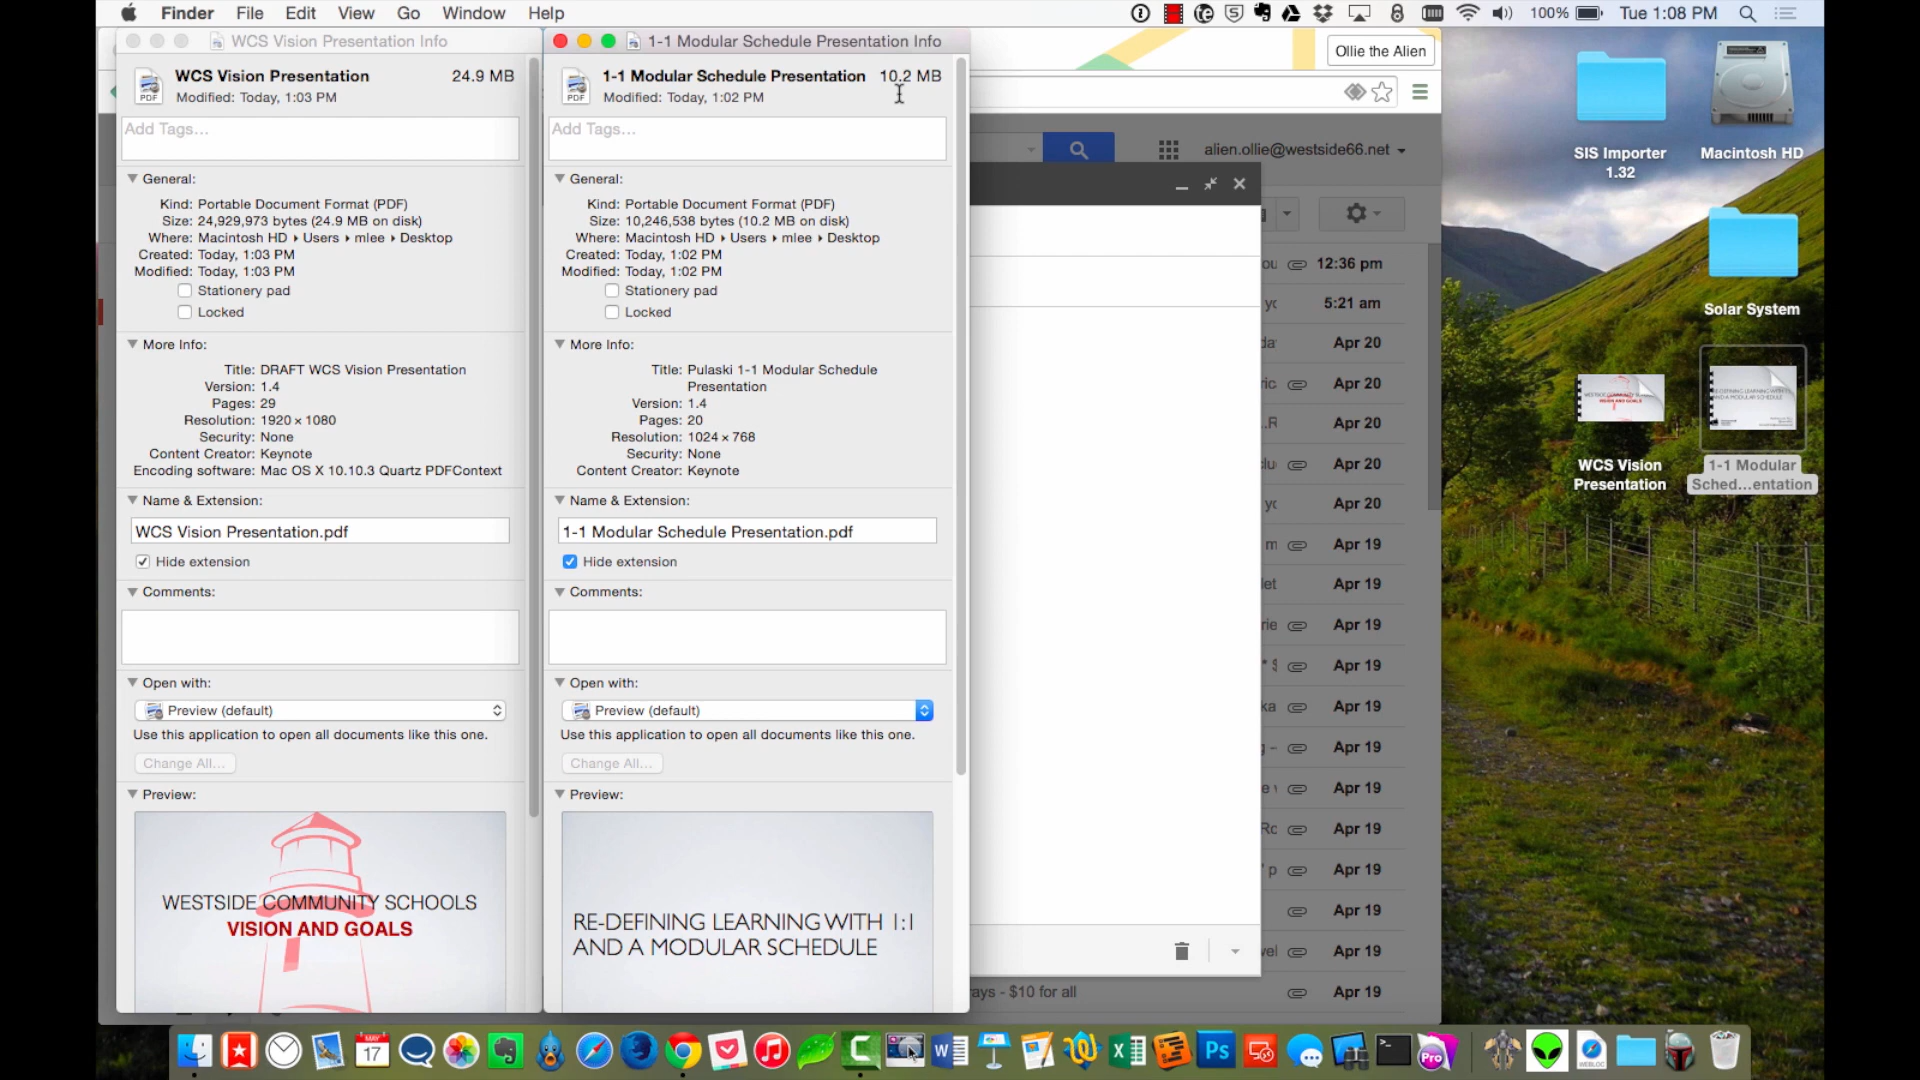 Finder File Edit View Go Window Help 100% Tue 1:08 PM
WCS Vision Presentation Info
WCS Vision Presentation 24.9 MB
Modified: Today, 1:03 PM
Add Tags...
General:
Kind: Portable Document Format (PDF)
Size: 24,929,973 bytes (24.9 MB on disk)
Where: Macintosh HD ▸ Users ▸ mlee ▸ Desktop
Created: Today, 1:03 PM
Modified: Today, 1:03 PM
Stationery pad
Locked
More Info:
Title: DRAFT WCS Vision Presentation
Version: 1.4
Pages: 29
Resolution: 1920 × 1080
Security: None
Content Creator: Keynote
Encoding software: Mac OS X 10.10.3 Quartz PDFContext
Name & Extension:
WCS Vision Presentation.pdf
Hide extension
Comments:
Open with:
Preview (default)
Use this application to open all documents like this one.
Change All...
Preview:
WESTSIDE COMMUNITY SCHOOLS
VISION AND GOALS
1-1 Modular Schedule Presentation Info
1-1 Modular Schedule Presentation 10.2 MB
Modified: Today, 1:02 PM
Add Tags...
General:
Kind: Portable Document Format (PDF)
Size: 10,246,538 bytes (10.2 MB on disk)
Where: Macintosh HD ▸ Users ▸ mlee ▸ Desktop
Created: Today, 1:02 PM
Modified: Today, 1:02 PM
Stationery pad
Locked
More Info:
Title: Pulaski 1-1 Modular Schedule
Presentation
Version: 1.4
Pages: 20
Resolution: 1024 × 768
Security: None
Content Creator: Keynote
Name & Extension:
1-1 Modular Schedule Presentation.pdf
Hide extension
Comments:
Open with:
Preview (default)
Use this application to open all documents like this one.
Change All...
Preview:
RE-DEFINING LEARNING WITH 1:1
AND A MODULAR SCHEDULE
Ollie the Alien
alien.ollie@westside66.net
12:36 pm
5:21 am
Apr 20
Apr 20
Apr 20
Apr 20
Apr 20
Apr 19
Apr 19
Apr 19
Apr 19
Apr 19
Apr 19
Apr 19
Apr 19
Apr 19
Apr 19
Apr 19
ays - $10 for all Apr 19
SIS Importer
1.32
Macintosh HD
Solar System
WCS Vision
Presentation
1-1 Modular
Sched...entation
MAY
17
Ps
Pro